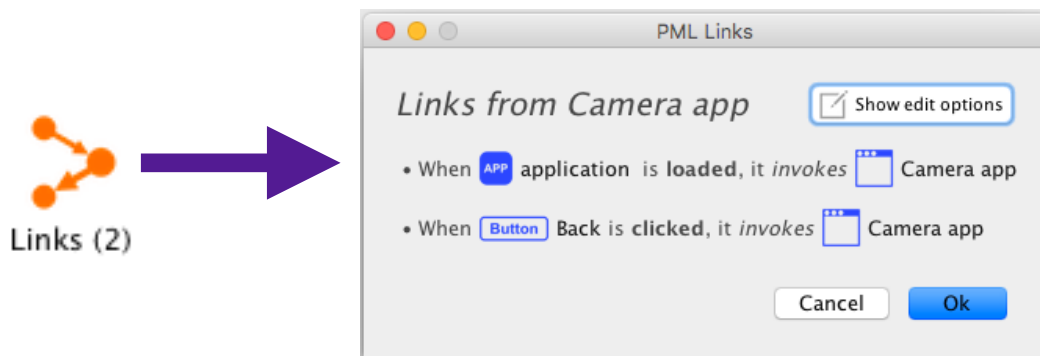 PML Links
Links from Camera app
Show edit options
• When APP application is loaded, it invokes Camera app
• When Button Back is clicked, it invokes Camera app
Links (2)
Cancel
Ok